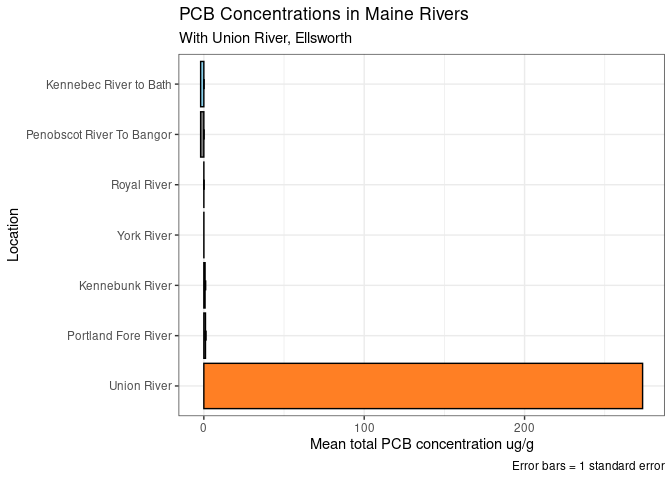 PCB Concentrations in Maine Rivers
With Union River, Ellsworth
Kennebec River to Bath
Penobscot River To Bangor
Royal River
York River
Kennebunk River
Portland Fore River
Union River
Location
0 100 200
Mean total PCB concentration ug/g
Error bars = 1 standard error